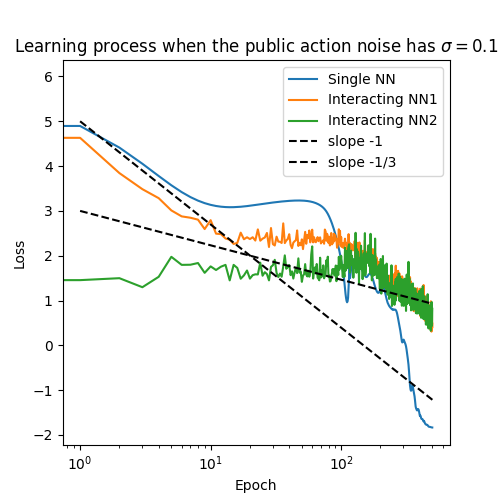 Learning process when the public action noise has σ = 0.1
Single NN
Interacting NN1
Interacting NN2
slope -1
slope -1/3
6
5
4
3
2
1
0
−1
−2
Loss
10⁰ 10¹ 10²
Epoch